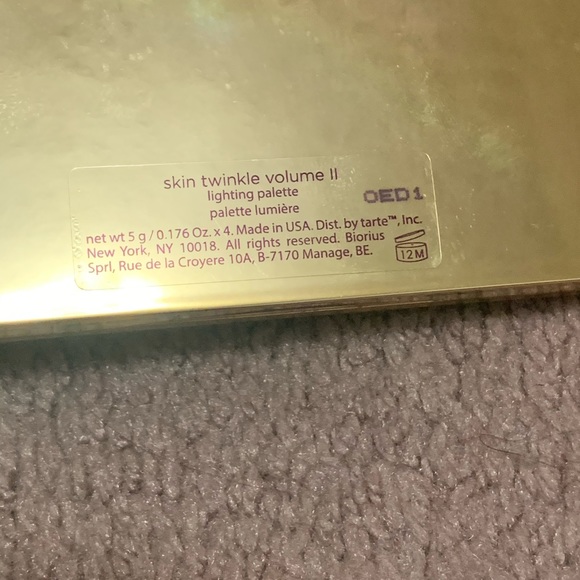 skin twinkle volume II
lighting palette
palette lumière
OED1
net wt 5 g / 0.176 Oz. x 4. Made in USA. Dist. by tarte™, Inc.
New York, NY 10018. All rights reserved. Biorius
Sprl, Rue de la Croyere 10A, B-7170 Manage, BE.
12M